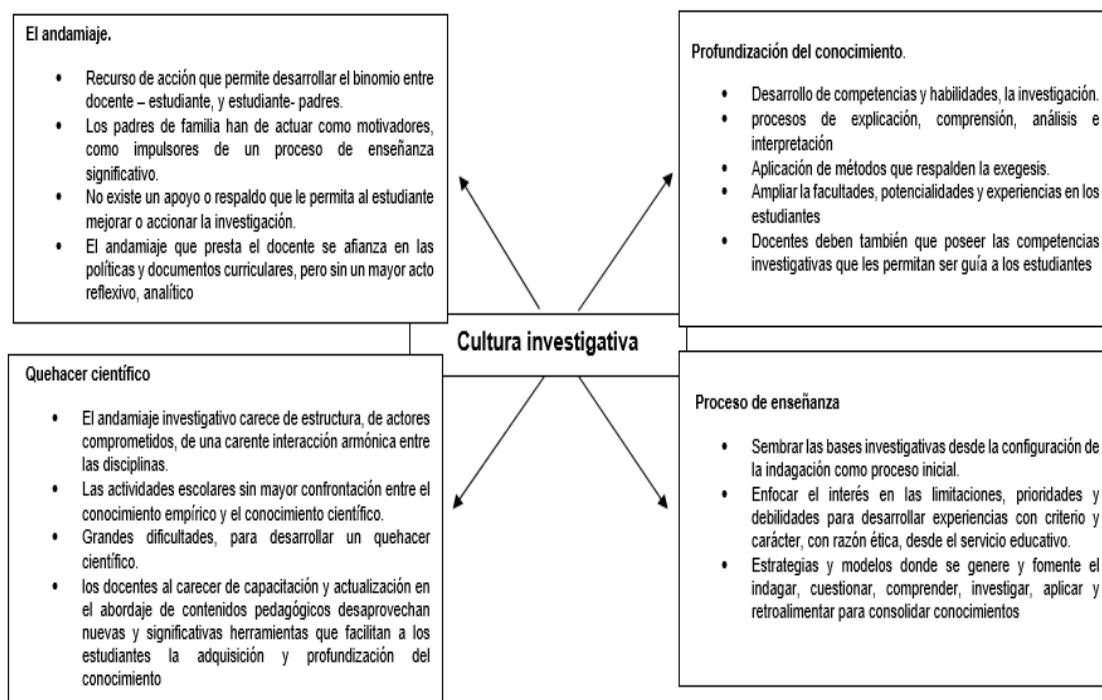 El andamiaje.
• Recurso de acción que permite desarrollar el binomio entre
docente – estudiante, y estudiante- padres.
• Los padres de familia han de actuar como motivadores,
como impulsores de un proceso de enseñanza
significativo.
• No existe un apoyo o respaldo que le permita al estudiante
mejorar o accionar la investigación.
• El andamiaje que presta el docente se afianza en las
políticas y documentos curriculares, pero sin un mayor acto
reflexivo, analítico
Profundización del conocimiento.
• Desarrollo de competencias y habilidades, la investigación.
• procesos de explicación, comprensión, análisis e
interpretación
• Aplicación de métodos que respalden la exegesis.
• Ampliar la facultades, potencialidades y experiencias en los
estudiantes
• Docentes deben también que poseer las competencias
investigativas que les permitan ser guía a los estudiantes
Cultura investigativa
Quehacer científico
• El andamiaje investigativo carece de estructura, de actores
comprometidos, de una carente interacción armónica entre
las disciplinas.
• Las actividades escolares sin mayor confrontación entre el
conocimiento empírico y el conocimiento científico.
• Grandes dificultades, para desarrollar un quehacer
científico.
• los docentes al carecer de capacitación y actualización en
el abordaje de contenidos pedagógicos desaprovechan
nuevas y significativas herramientas que facilitan a los
estudiantes la adquisición y profundización del
conocimiento
Proceso de enseñanza
• Sembrar las bases investigativas desde la configuración de
la indagación como proceso inicial.
• Enfocar el interés en las limitaciones, prioridades y
debilidades para desarrollar experiencias con criterio y
carácter, con razón ética, desde el servicio educativo.
• Estrategias y modelos donde se genere y fomente el
indagar, cuestionar, comprender, investigar, aplicar y
retroalimentar para consolidar conocimientos